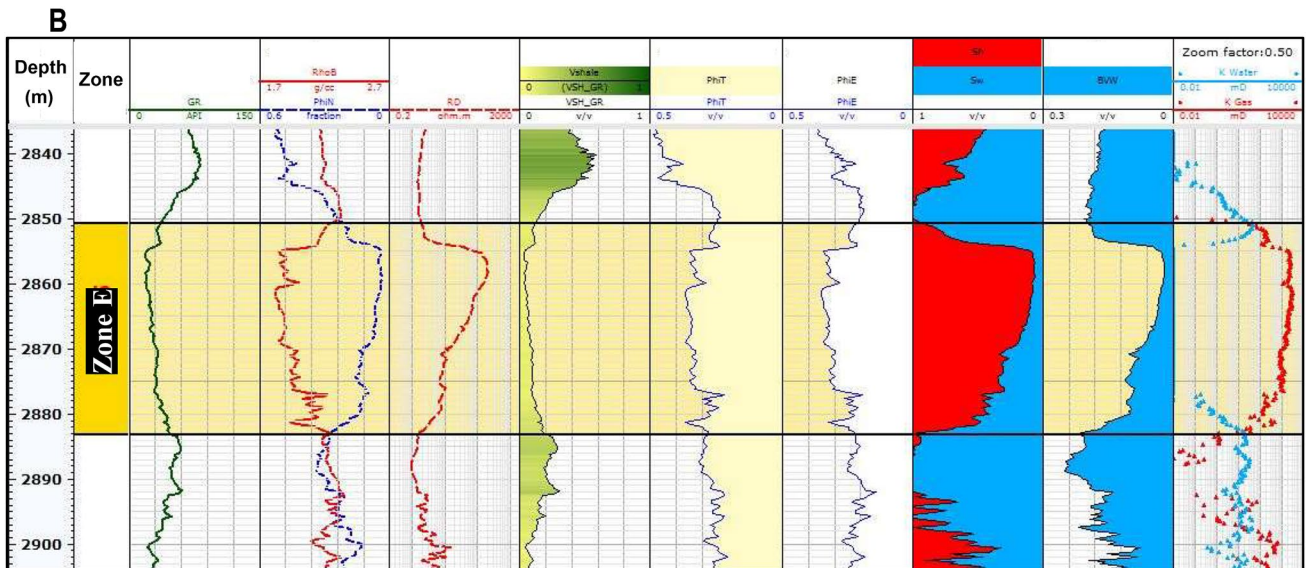 B
Depth
(m)
Zone
GR
0 API 150
RhoB
1.7 g/cc 2.7
PhiN
0.6 fraction 0
RD
0.2 ohm.m 2000
Vshale
0 (VSH_GR) 1
VSH_GR
0 v/v 1
PhiT
PhiT
0.5 v/v 0
PhiE
PhiE
0.5 v/v 0
Sh
Sw
1 v/v 0
BVW
0.3 v/v 0
Zoom factor:0.50
K Water
0.01 mD 10000
K Gas
0.01 mD 10000
2840
2850
2860
2870
2880
2890
2900
Zone E